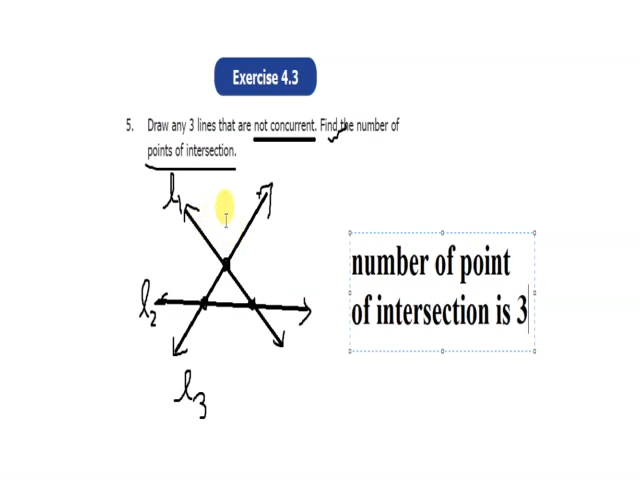 Exercise 4.3
5. Draw any 3 lines that are not concurrent. Find the number of
points of intersection.
l1
l2
l3
number of point
of intersection is 3